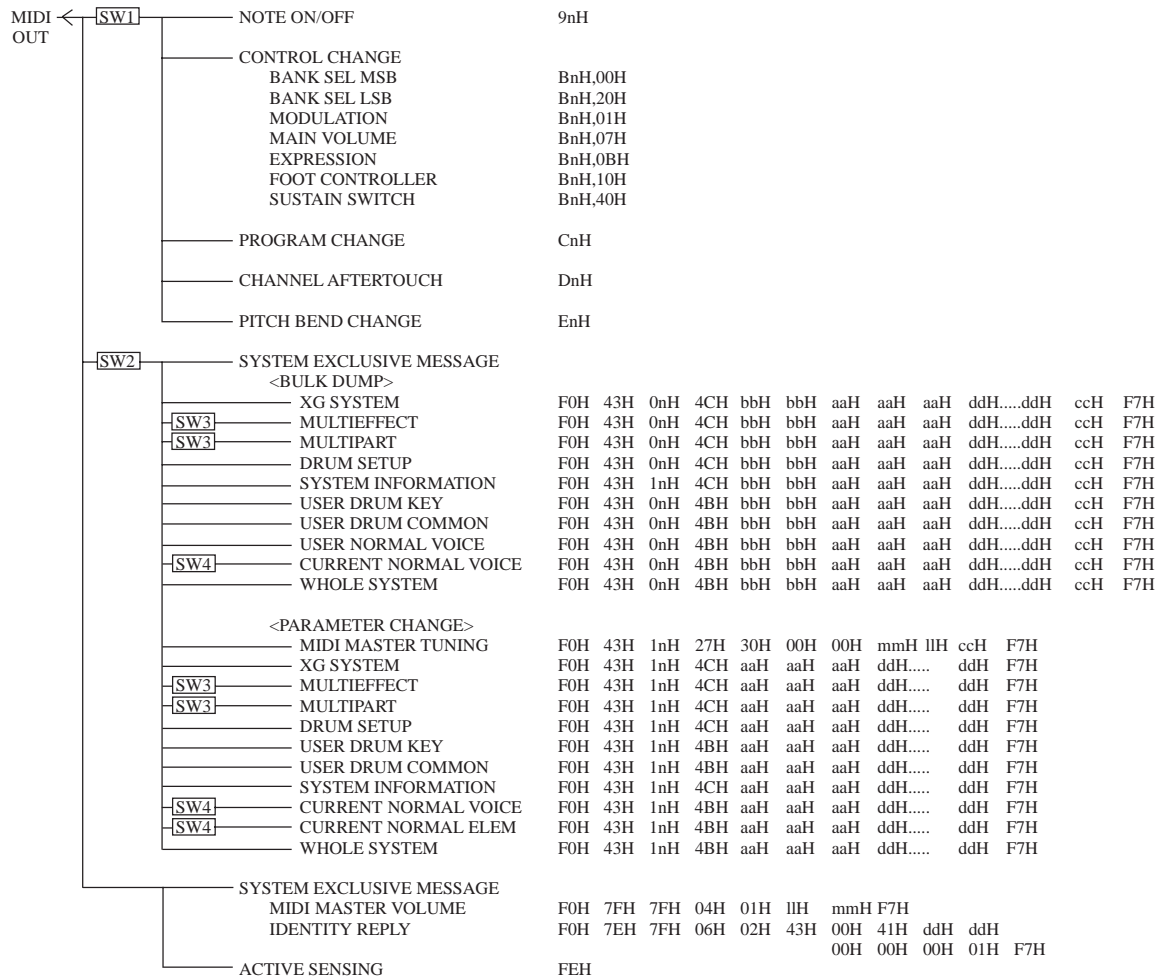 MIDI OUT SW1 NOTE ON/OFF 9nH
CONTROL CHANGE
BANK SEL MSB BnH,00H
BANK SEL LSB BnH,20H
MODULATION BnH,01H
MAIN VOLUME BnH,07H
EXPRESSION BnH,0BH
FOOT CONTROLLER BnH,10H
SUSTAIN SWITCH BnH,40H
PROGRAM CHANGE CnH
CHANNEL AFTERTOUCH DnH
PITCH BEND CHANGE EnH
SW2 SYSTEM EXCLUSIVE MESSAGE
<BULK DUMP>
XG SYSTEM F0H 43H 0nH 4CH bbH bbH aaH aaH aaH ddH.....ddH ccH F7H
SW3 MULTIEFFECT F0H 43H 0nH 4CH bbH bbH aaH aaH aaH ddH.....ddH ccH F7H
SW3 MULTIPART F0H 43H 0nH 4CH bbH bbH aaH aaH aaH ddH.....ddH ccH F7H
DRUM SETUP F0H 43H 0nH 4CH bbH bbH aaH aaH aaH ddH.....ddH ccH F7H
SYSTEM INFORMATION F0H 43H 1nH 4CH bbH bbH aaH aaH aaH ddH.....ddH ccH F7H
USER DRUM KEY F0H 43H 0nH 4BH bbH bbH aaH aaH aaH ddH.....ddH ccH F7H
USER DRUM COMMON F0H 43H 0nH 4BH bbH bbH aaH aaH aaH ddH.....ddH ccH F7H
USER NORMAL VOICE F0H 43H 0nH 4BH bbH bbH aaH aaH aaH ddH.....ddH ccH F7H
SW4 CURRENT NORMAL VOICE F0H 43H 0nH 4BH bbH bbH aaH aaH aaH ddH.....ddH ccH F7H
WHOLE SYSTEM F0H 43H 0nH 4BH bbH bbH aaH aaH aaH ddH.....ddH ccH F7H
<PARAMETER CHANGE>
MIDI MASTER TUNING F0H 43H 1nH 27H 30H 00H 00H mmH llH ccH F7H
XG SYSTEM F0H 43H 1nH 4CH aaH aaH aaH ddH..... ddH F7H
SW3 MULTIEFFECT F0H 43H 1nH 4CH aaH aaH aaH ddH..... ddH F7H
SW3 MULTIPART F0H 43H 1nH 4CH aaH aaH aaH ddH..... ddH F7H
DRUM SETUP F0H 43H 1nH 4CH aaH aaH aaH ddH..... ddH F7H
USER DRUM KEY F0H 43H 1nH 4BH aaH aaH aaH ddH..... ddH F7H
USER DRUM COMMON F0H 43H 1nH 4BH aaH aaH aaH ddH..... ddH F7H
SYSTEM INFORMATION F0H 43H 1nH 4CH aaH aaH aaH ddH..... ddH F7H
SW4 CURRENT NORMAL VOICE F0H 43H 1nH 4BH aaH aaH aaH ddH..... ddH F7H
SW4 CURRENT NORMAL ELEM F0H 43H 1nH 4BH aaH aaH aaH ddH..... ddH F7H
WHOLE SYSTEM F0H 43H 1nH 4BH aaH aaH aaH ddH..... ddH F7H
SYSTEM EXCLUSIVE MESSAGE
MIDI MASTER VOLUME F0H 7FH 7FH 04H 01H llH mmH F7H
IDENTITY REPLY F0H 7EH 7FH 06H 02H 43H 00H 41H ddH ddH
00H 00H 00H 01H F7H
ACTIVE SENSING FEH